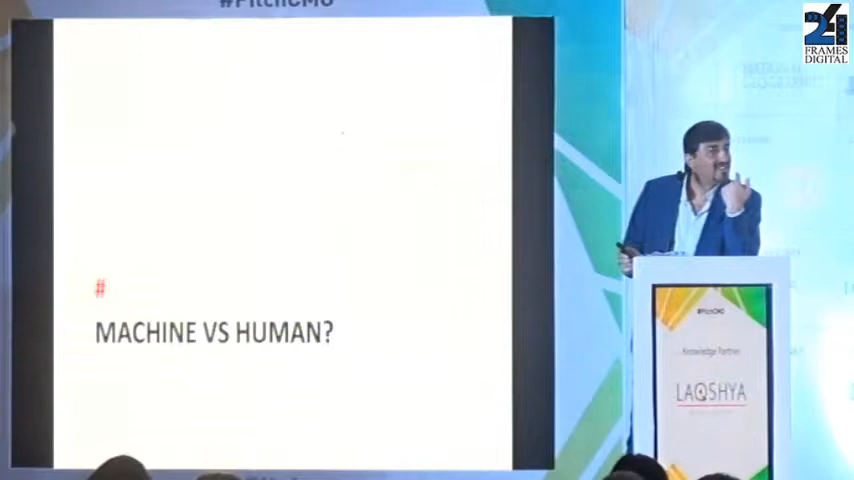 #PitchCMO
24
FRAMES
DIGITAL
#
MACHINE VS HUMAN?
#PitchCMO
Knowledge Partner
LAQSHYA